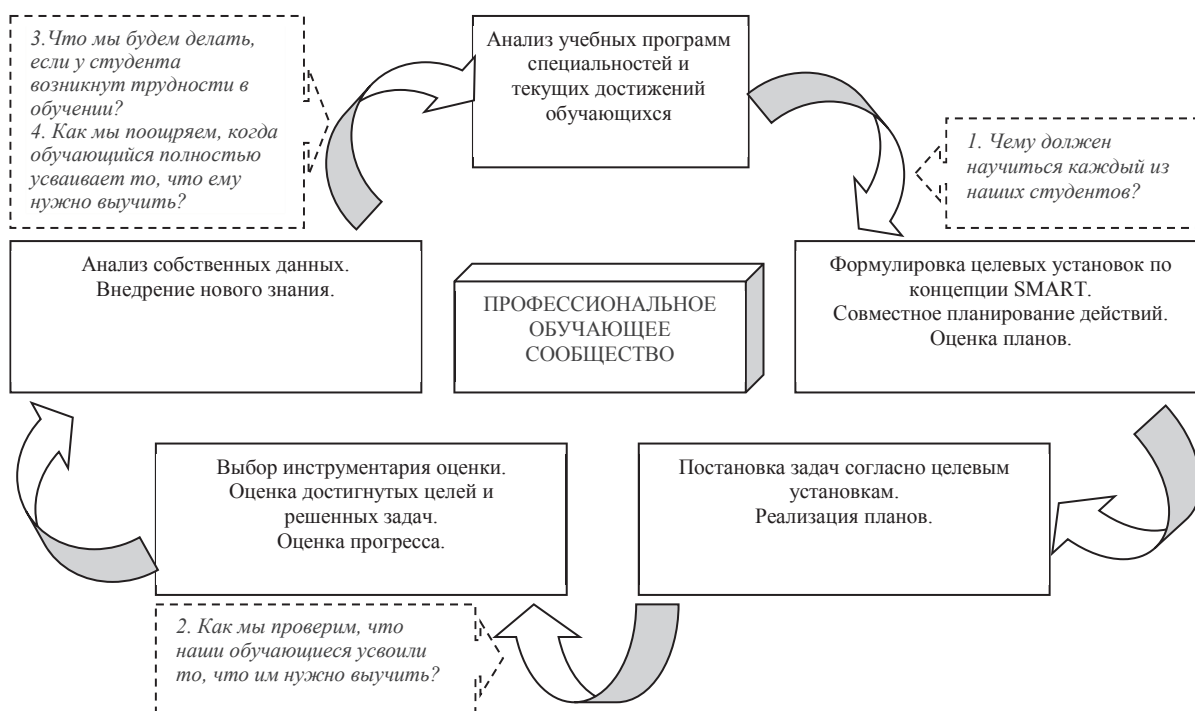 3.Что мы будем делать,
если у студента
возникнут трудности в
обучении?
4. Как мы поощряем, когда
обучающийся полностью
усваивает то, что ему
нужно выучить?
Анализ учебных программ
специальностей и
текущих достижений
обучающихся
1. Чему должен
научиться каждый из
наших студентов?
Анализ собственных данных.
Внедрение нового знания.
ПРОФЕССИОНАЛЬНОЕ
ОБУЧАЮЩЕЕ
СООБЩЕСТВО
Формулировка целевых установок по
концепции SMART.
Совместное планирование действий.
Оценка планов.
Выбор инструментария оценки.
Оценка достигнутых целей и
решенных задач.
Оценка прогресса.
Постановка задач согласно целевым
установкам.
Реализация планов.
2. Как мы проверим, что
наши обучающиеся усвоили
то, что им нужно выучить?